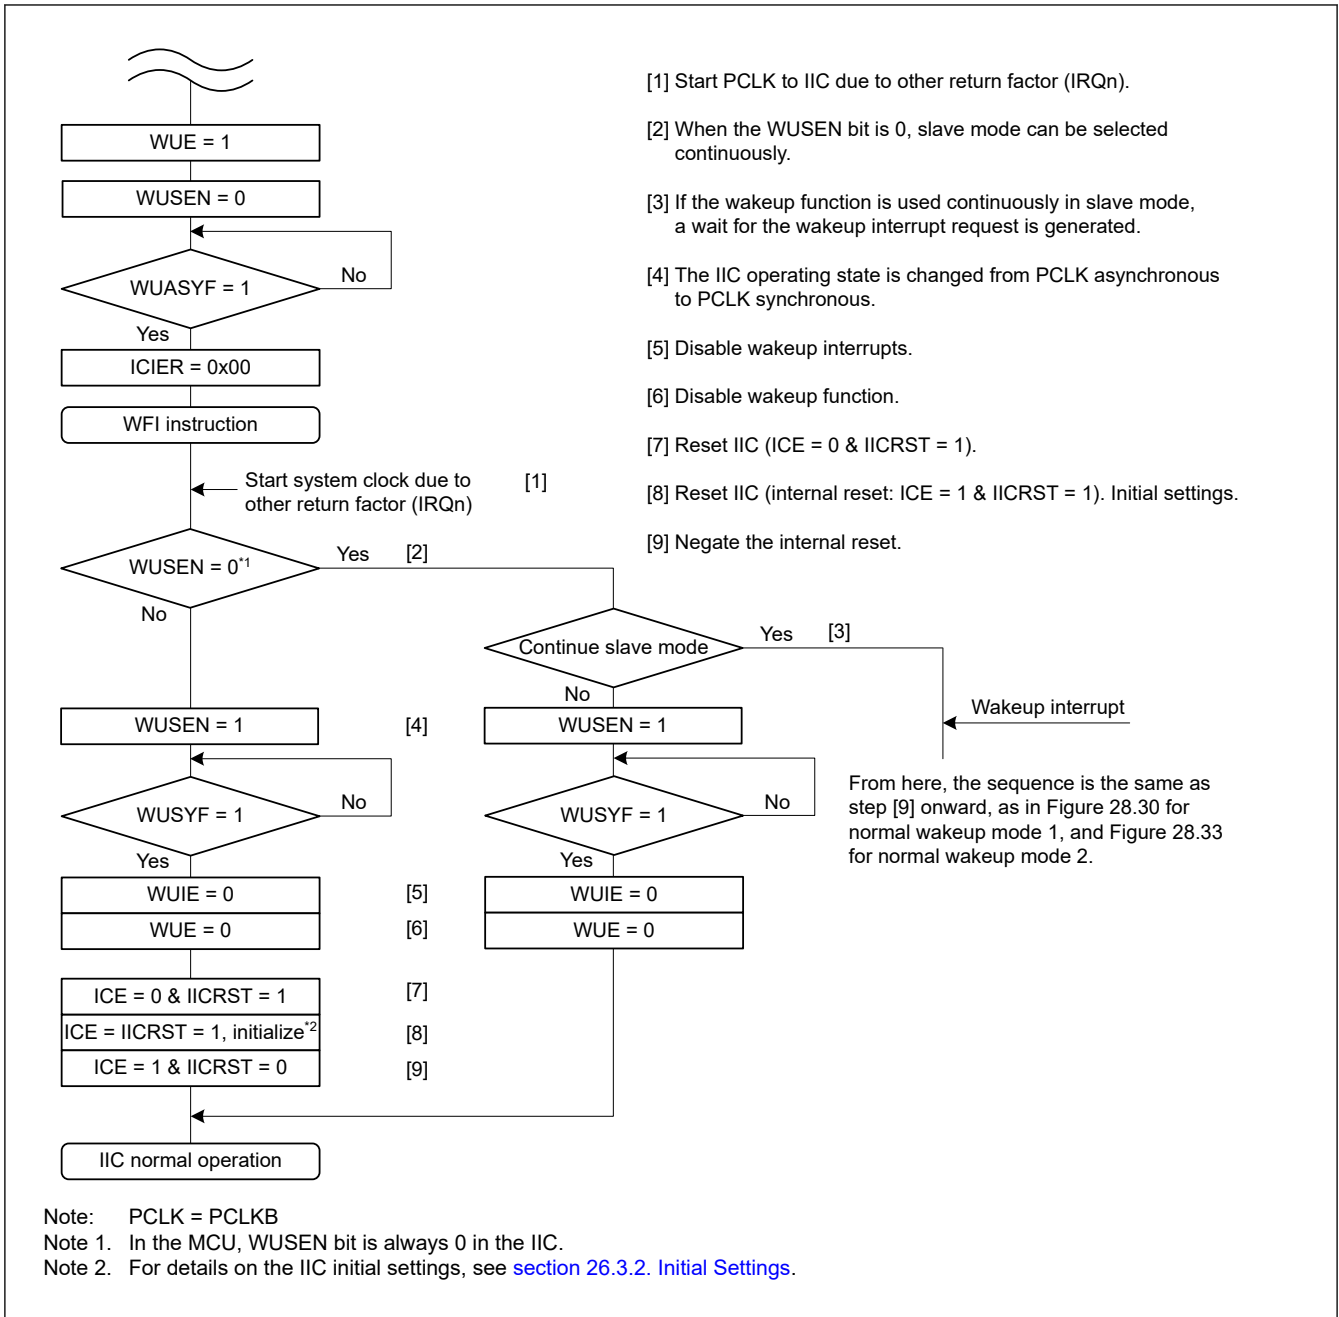 WUE = 1
WUSEN = 0
WUASYF = 1
No
Yes
ICIER = 0x00
WFI instruction
Start system clock due to
other return factor (IRQn)
[1]
WUSEN = 0*1
Yes
[2]
No
Continue slave mode
Yes
[3]
No
Wakeup interrupt
From here, the sequence is the same as
step [9] onward, as in Figure 28.30 for
normal wakeup mode 1, and Figure 28.33
for normal wakeup mode 2.
WUSEN = 1
[4]
WUSEN = 1
WUSYF = 1
No
Yes
WUSYF = 1
No
Yes
WUIE = 0
[5]
WUIE = 0
WUE = 0
[6]
WUE = 0
ICE = 0 & IICRST = 1
[7]
ICE = IICRST = 1, initialize*2
[8]
ICE = 1 & IICRST = 0
[9]
IIC normal operation
[1] Start PCLK to IIC due to other return factor (IRQn).
[2] When the WUSEN bit is 0, slave mode can be selected
continuously.
[3] If the wakeup function is used continuously in slave mode,
a wait for the wakeup interrupt request is generated.
[4] The IIC operating state is changed from PCLK asynchronous
to PCLK synchronous.
[5] Disable wakeup interrupts.
[6] Disable wakeup function.
[7] Reset IIC (ICE = 0 & IICRST = 1).
[8] Reset IIC (internal reset: ICE = 1 & IICRST = 1). Initial settings.
[9] Negate the internal reset.
Note: PCLK = PCLKB
Note 1. In the MCU, WUSEN bit is always 0 in the IIC.
Note 2. For details on the IIC initial settings, see section 26.3.2. Initial Settings.